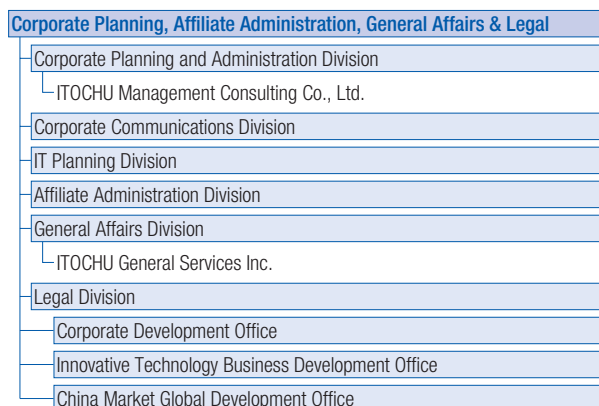 Corporate Planning, Affiliate Administration, General Affairs & Legal
Corporate Planning and Administration Division
ITOCHU Management Consulting Co., Ltd.
Corporate Communications Division
IT Planning Division
Affiliate Administration Division
General Affairs Division
ITOCHU General Services Inc.
Legal Division
Corporate Development Office
Innovative Technology Business Development Office
China Market Global Development Office